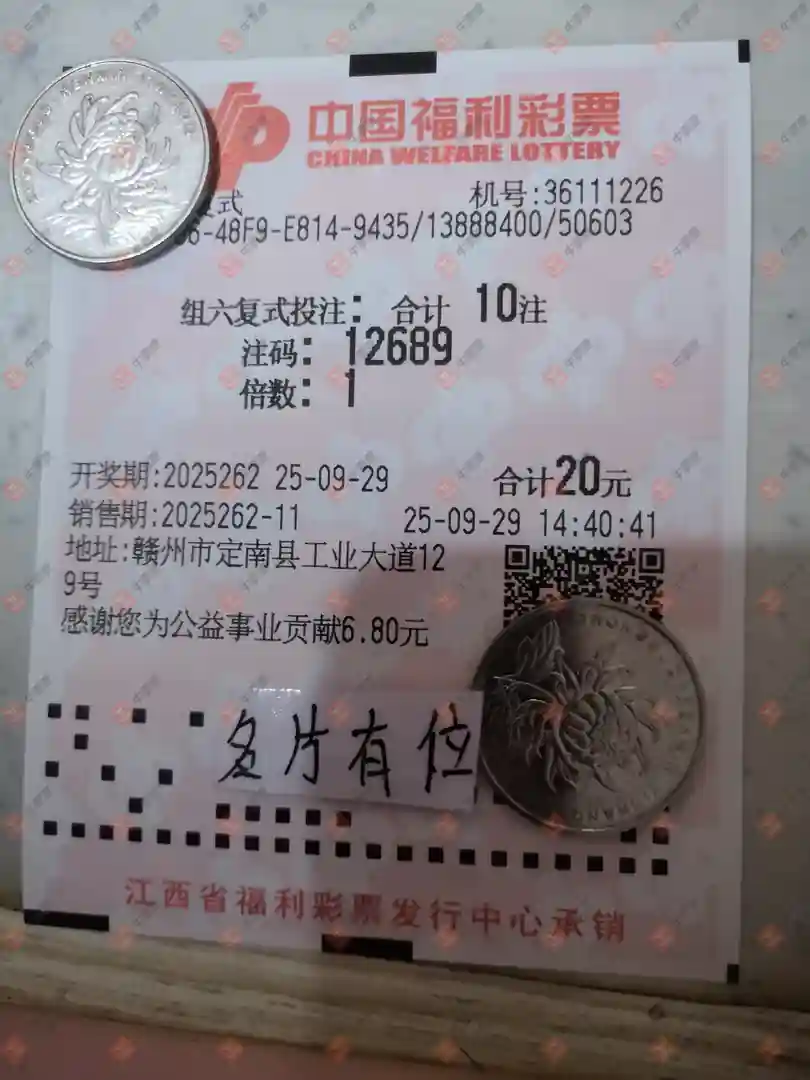 中国福利彩票
CHINA WELFARE LOTTERY
复式 机号:36111226
6-48F9-E814-9435/13888400/50603
组六复式投注: 合计 10注
注码: 12689
倍数: 1
开奖期:2025262 25-09-29 合计20元
销售期:2025262-11 25-09-29 14:40:41
地址:赣州市定南县工业大道12
9号
感谢您为公益事业贡献6.80元
名片有位
江西省福利彩票发行中心承销